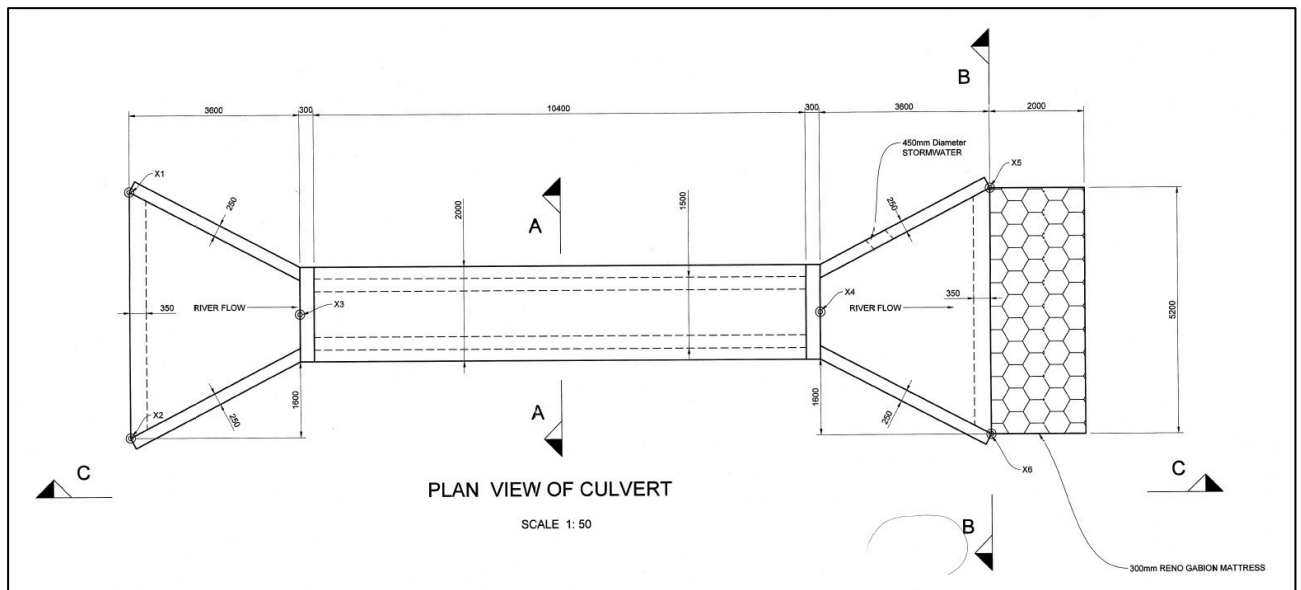 B
3600
300
10400
300
3600
2000
450mm Diameter
STORMWATER
X1
X5
250
2000
A
1500
250
350
RIVER FLOW
X3
X4
350
RIVER FLOW
5200
X2
250
1600
A
250
1600
X6
C
PLAN VIEW OF CULVERT
C
SCALE 1: 50
B
300mm RENO GABION MATTRESS